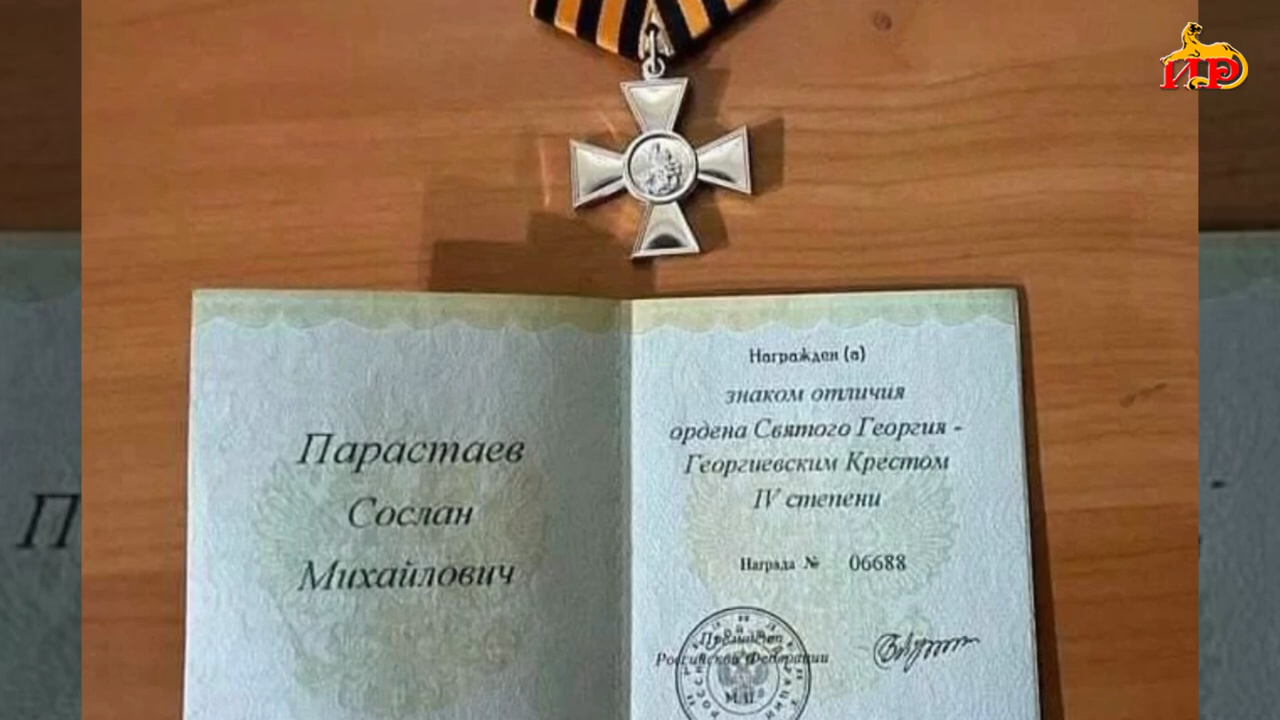 ИР
Парастаев
Сослан
Михайлович
Награжден (а)
знаком отличия
ордена Святого Георгия -
Георгиевским Крестом
IV степени
Награда № 06688
Президент
Российской Федерации
М.П.